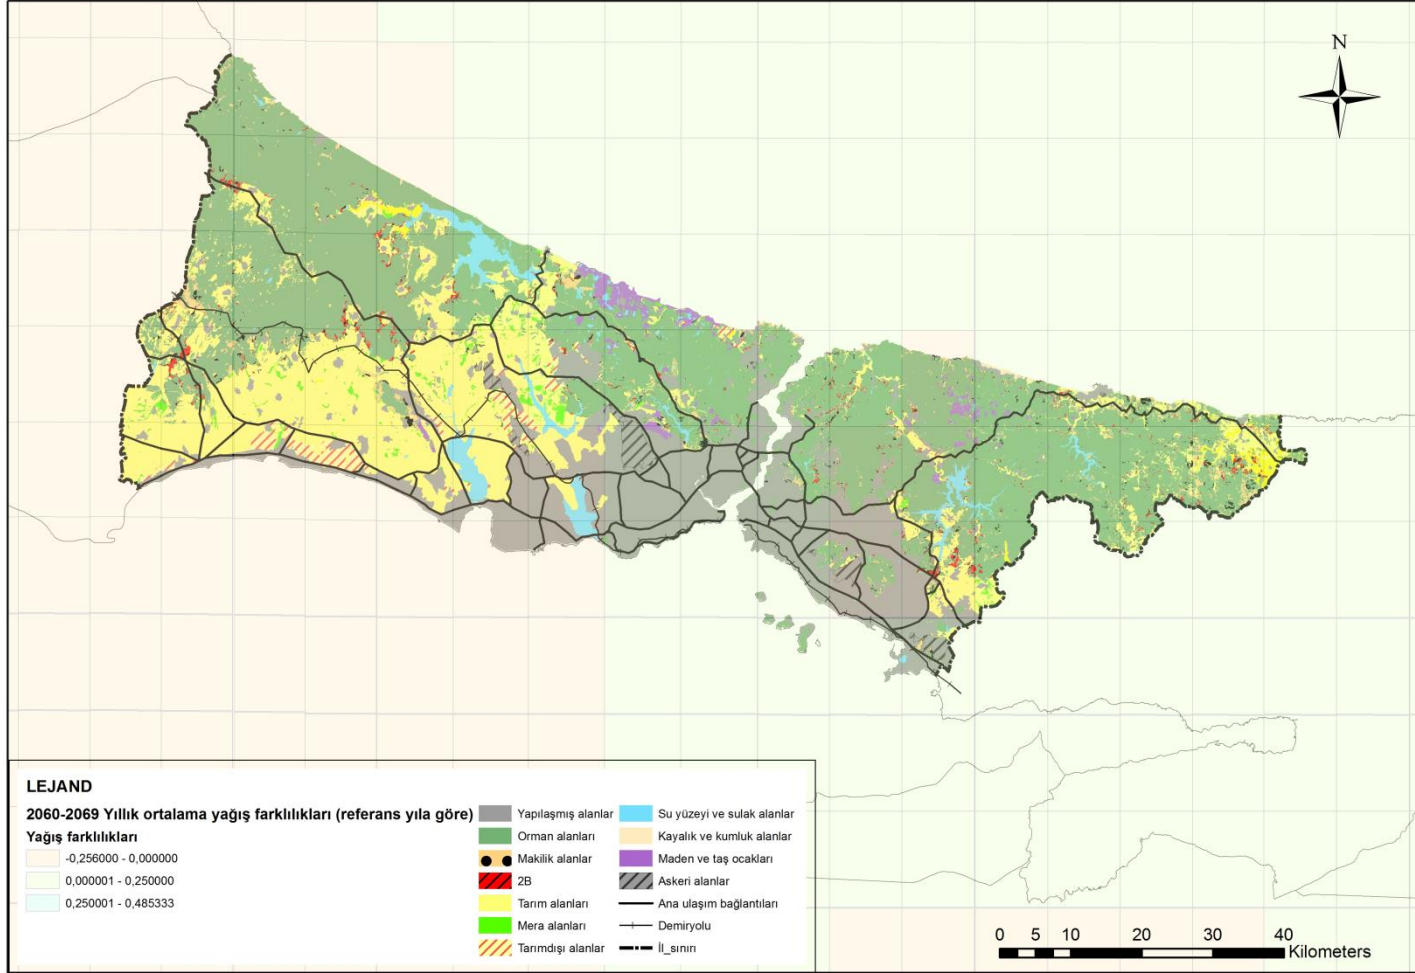 N
LEJAND
2060-2069 Yıllık ortalama yağış farklılıkları (referans yıla göre)
Yağış farklılıkları
-0,256000 - 0,000000
0,000001 - 0,250000
0,250001 - 0,485333
Yapılaşmış alanlar
Orman alanları
Makilik alanlar
2B
Tarım alanları
Mera alanları
Tarımdışı alanlar
Su yüzeyi ve sulak alanlar
Kayalık ve kumluk alanlar
Maden ve taş ocakları
Askeri alanlar
Ana ulaşım bağlantıları
Demiryolu
İl_sınırı
0 5 10 20 30 40
Kilometers